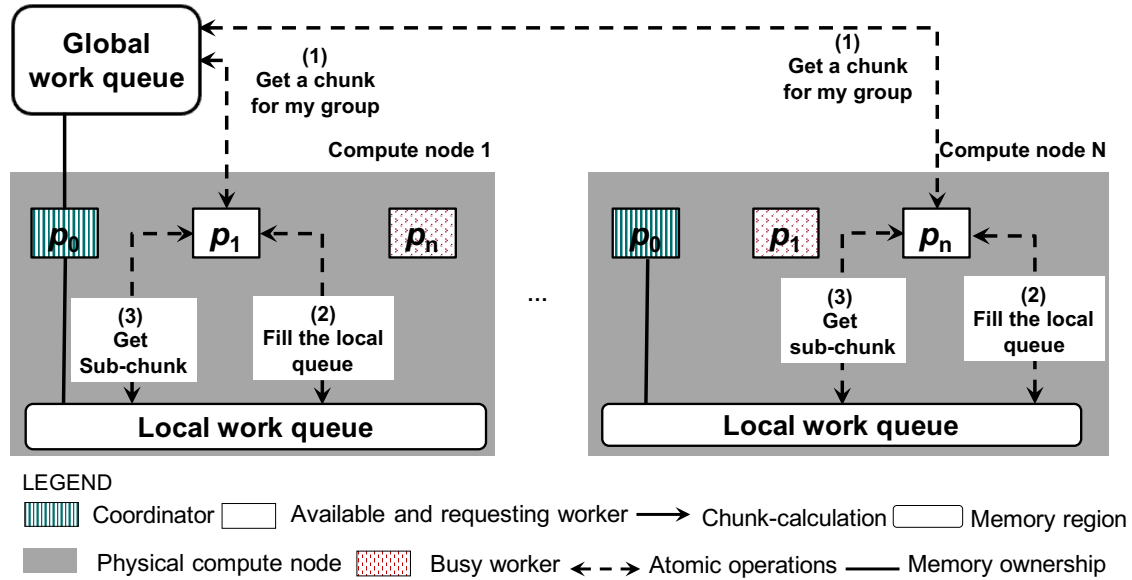 Global
work queue
(1)
Get a chunk
for my group
(1)
Get a chunk
for my group
Compute node 1
Compute node N
p0
p1
pn
p0
p1
pn
(3)
Get
Sub-chunk
(2)
Fill the local
queue
...
(3)
Get
sub-chunk
(2)
Fill the local
queue
Local work queue
Local work queue
LEGEND
Coordinator Available and requesting worker Chunk-calculation Memory region
Physical compute node Busy worker Atomic operations Memory ownership